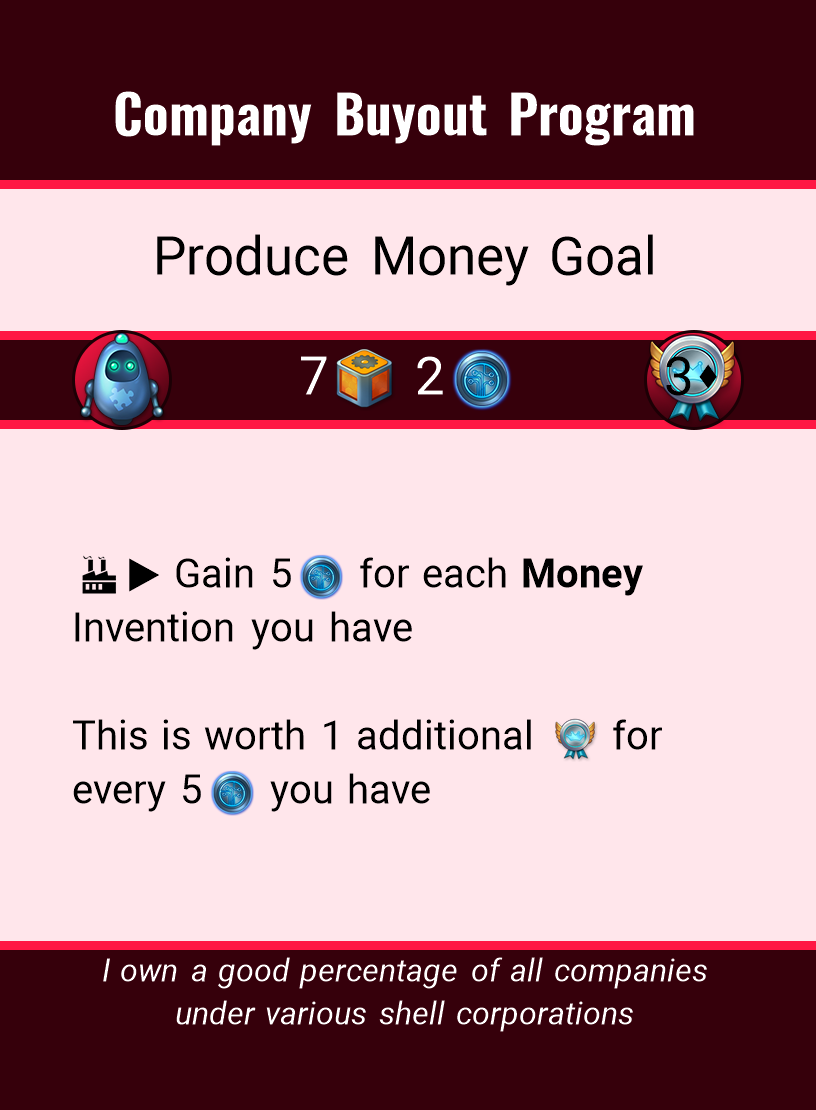 Company Buyout Program
Produce Money Goal
7 2 3♦
▶ Gain 5 for each Money
Invention you have
This is worth 1 additional for
every 5 you have
I own a good percentage of all companies
under various shell corporations